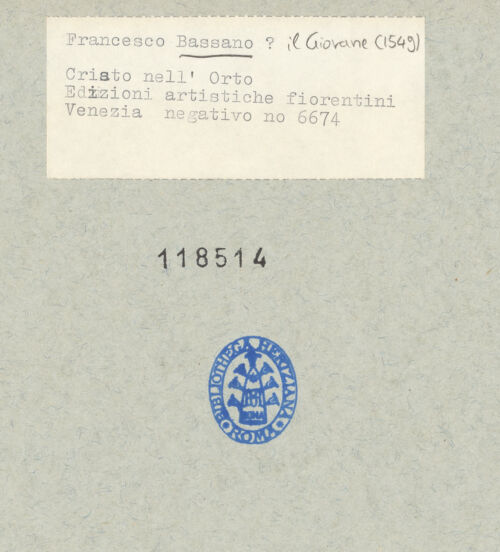 Francesco Bassano ? il Giovane (1549)
Cristo nell' Orto
Edizioni artistiche fiorentini
Venezia negativo no 6674
118514
BIBLIOTHECA HERTZIANA
ROMA